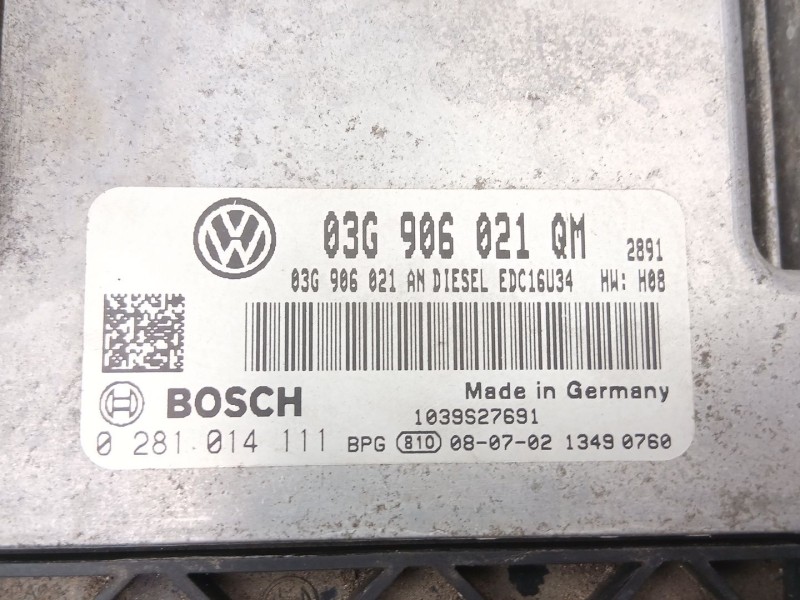 03G 906 021 QM 2891
03G 906 021 AN DIESEL EDC16U34 HW: H08
Made in Germany
BOSCH
1039S27691
0 281 014 111 BPG 810 08-07-02 1349 0760